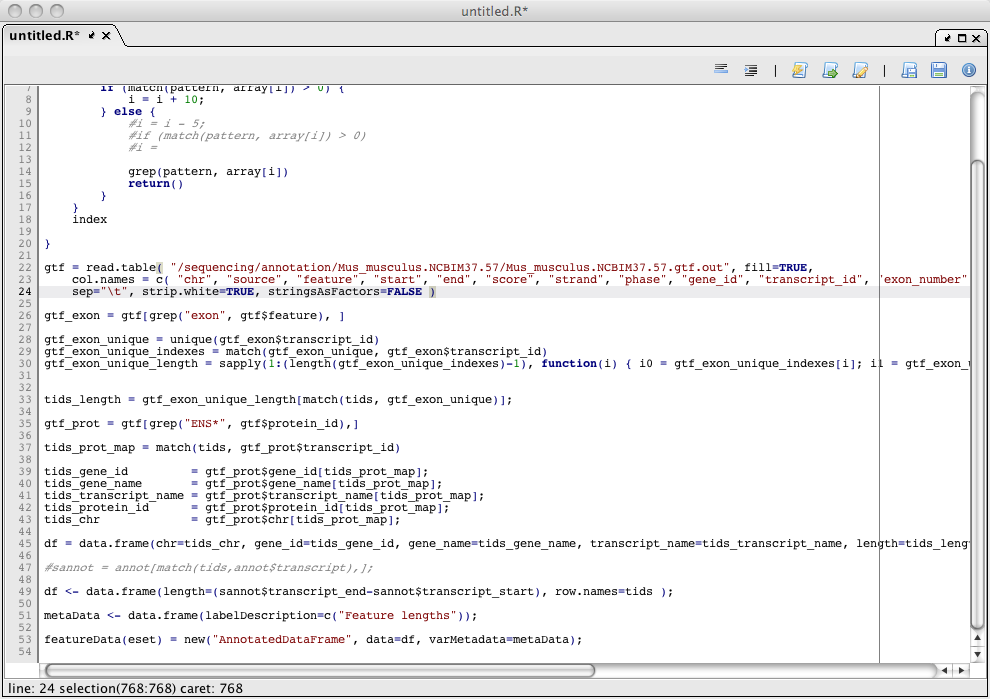 untitled.R*
untitled.R*
7 if (match(pattern, array[i]) > 0) {
8 i = i + 10;
9 } else {
10 #i = i - 5;
11 #if (match(pattern, array[i]) > 0)
12 #i =
13
14 grep(pattern, array[i])
15 return()
16 }
17 }
18 index
19
20 }
21
22 gtf = read.table( "/sequencing/annotation/Mus_musculus.NCBIM37.57/Mus_musculus.NCBIM37.57.gtf.out", fill=TRUE,
23 col.names = c( "chr", "source", "feature", "start", "end", "score", "strand", "phase", "gene_id", "transcript_id", "exon_number"
24 sep="\t", strip.white=TRUE, stringsAsFactors=FALSE )
25
26 gtf_exon = gtf[grep("exon", gtf$feature), ]
27
28 gtf_exon_unique = unique(gtf_exon$transcript_id)
29 gtf_exon_unique_indexes = match(gtf_exon_unique, gtf_exon$transcript_id)
30 gtf_exon_unique_length = sapply(1:(length(gtf_exon_unique_indexes)-1), function(i) { i0 = gtf_exon_unique_indexes[i]; i1 = gtf_exon_u
31
32
33 tids_length = gtf_exon_unique_length[match(tids, gtf_exon_unique)];
34
35 gtf_prot = gtf[grep("ENS*", gtf$protein_id),]
36
37 tids_prot_map = match(tids, gtf_prot$transcript_id)
38
39 tids_gene_id = gtf_prot$gene_id[tids_prot_map];
40 tids_gene_name = gtf_prot$gene_name[tids_prot_map];
41 tids_transcript_name = gtf_prot$transcript_name[tids_prot_map];
42 tids_protein_id = gtf_prot$protein_id[tids_prot_map];
43 tids_chr = gtf_prot$chr[tids_prot_map];
44
45 df = data.frame(chr=tids_chr, gene_id=tids_gene_id, gene_name=tids_gene_name, transcript_name=tids_transcript_name, length=tids_leng
46
47 #sannot = annot[match(tids,annot$transcript),];
48
49 df <- data.frame(length=(sannot$transcript_end-sannot$transcript_start), row.names=tids );
50
51 metaData <- data.frame(labelDescription=c("Feature lengths"));
52
53 featureData(eset) = new("AnnotatedDataFrame", data=df, varMetadata=metaData);
54
line: 24 selection(768:768) caret: 768